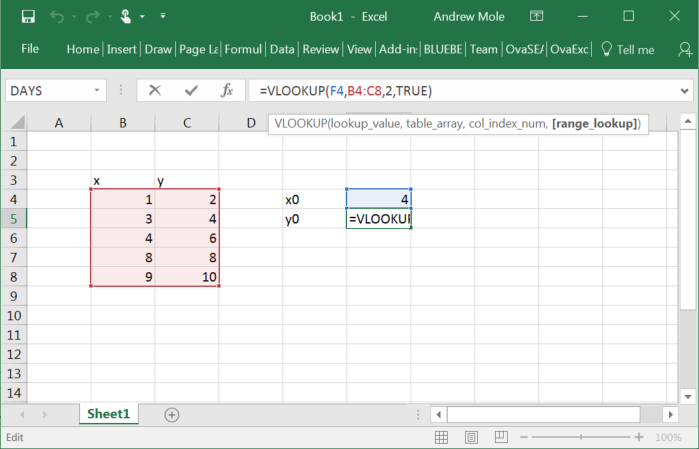 Book1 - Excel Andrew Mole
File Home Insert Draw Page La Formul Data Review View Add-in: BLUEBE Team OvaSEA OvaExc Tell me
DAYS fx =VLOOKUP(F4,B4:C8,2,TRUE)
VLOOKUP(lookup_value, table_array, col_index_num, [range_lookup])
A B C D
1
2
3 x y
4 1 2 x0 4
5 3 4 y0 =VLOOKUP
6 4 6
7 8 8
8 9 10
9
10
11
12
13
14
Sheet1
Edit 100%